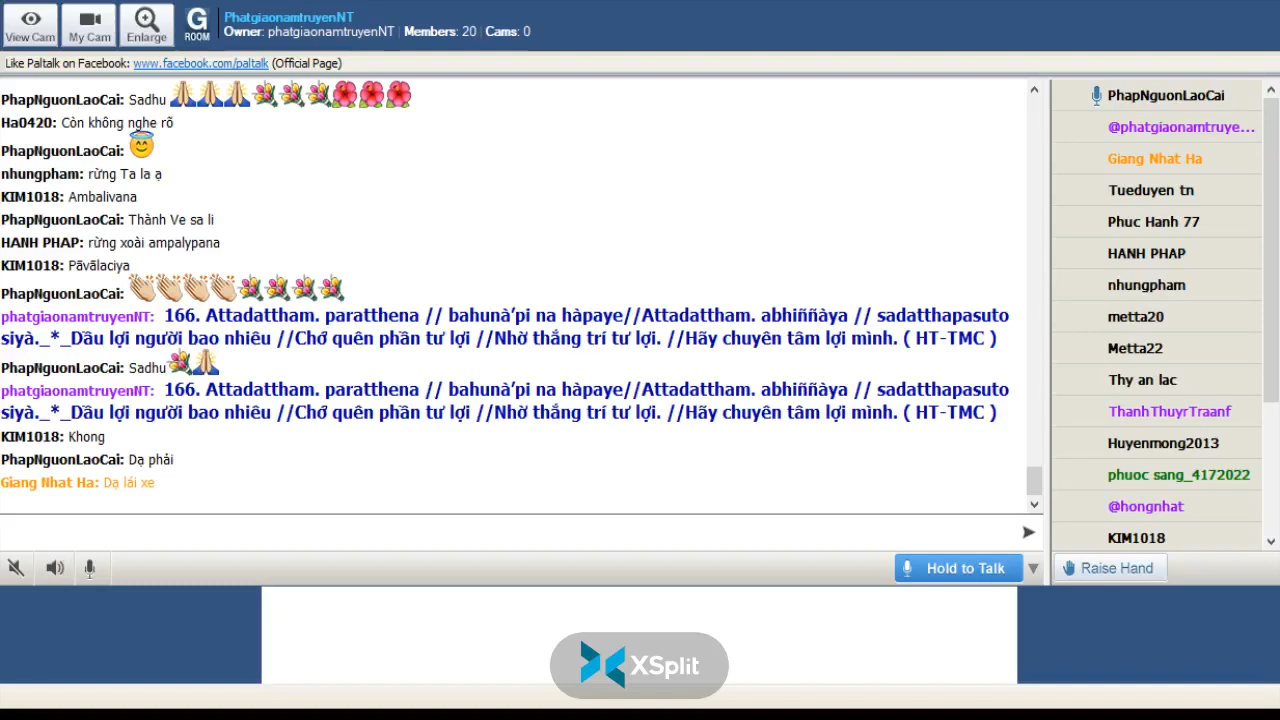 View Cam
My Cam
Enlarge
G
ROOM
PhatgiaonamtruyenNT
Owner: phatgiaonamtruyenNT | Members: 20 | Cams: 0
Like Paltalk on Facebook: www.facebook.com/paltalk (Official Page)
PhapNguonLaoCai: Sadhu 🙏🙏🙏💐💐💐🌺🌺🌺
Ha0420: Còn không nghe rõ
PhapNguonLaoCai: 😇
nhungpham: rừng Ta la ạ
KIM1018: Ambalivana
PhapNguonLaoCai: Thành Ve sa li
HANH PHAP: rừng xoài ampalypana
KIM1018: Pāvālaciya
PhapNguonLaoCai: 👏👏👏👏💐💐💐💐
phatgiaonamtruyenNT: 166. Attadattham. paratthena // bahunà’pi na hàpaye//Attadattham. abhiññàya // sadatthapasuto
siyà._*_Dầu lợi người bao nhiêu //Chớ quên phần tư lợi //Nhờ thắng trí tư lợi. //Hãy chuyên tâm lợi mình. ( HT-TMC )
PhapNguonLaoCai: Sadhu💐🙏
phatgiaonamtruyenNT: 166. Attadattham. paratthena // bahunà’pi na hàpaye//Attadattham. abhiññàya // sadatthapasuto
siyà._*_Dầu lợi người bao nhiêu //Chớ quên phần tư lợi //Nhờ thắng trí tư lợi. //Hãy chuyên tâm lợi mình. ( HT-TMC )
KIM1018: Khong
PhapNguonLaoCai: Dạ phải
Giang Nhat Ha: Dạ lái xe
PhapNguonLaoCai
@phatgiaonamtruye...
Giang Nhat Ha
Tueduyen tn
Phuc Hanh 77
HANH PHAP
nhungpham
metta20
Metta22
Thy an lac
ThanhThuyrTraanf
Huyenmong2013
phuoc sang_4172022
@hongnhat
KIM1018
Hold to Talk
Raise Hand
XSplit